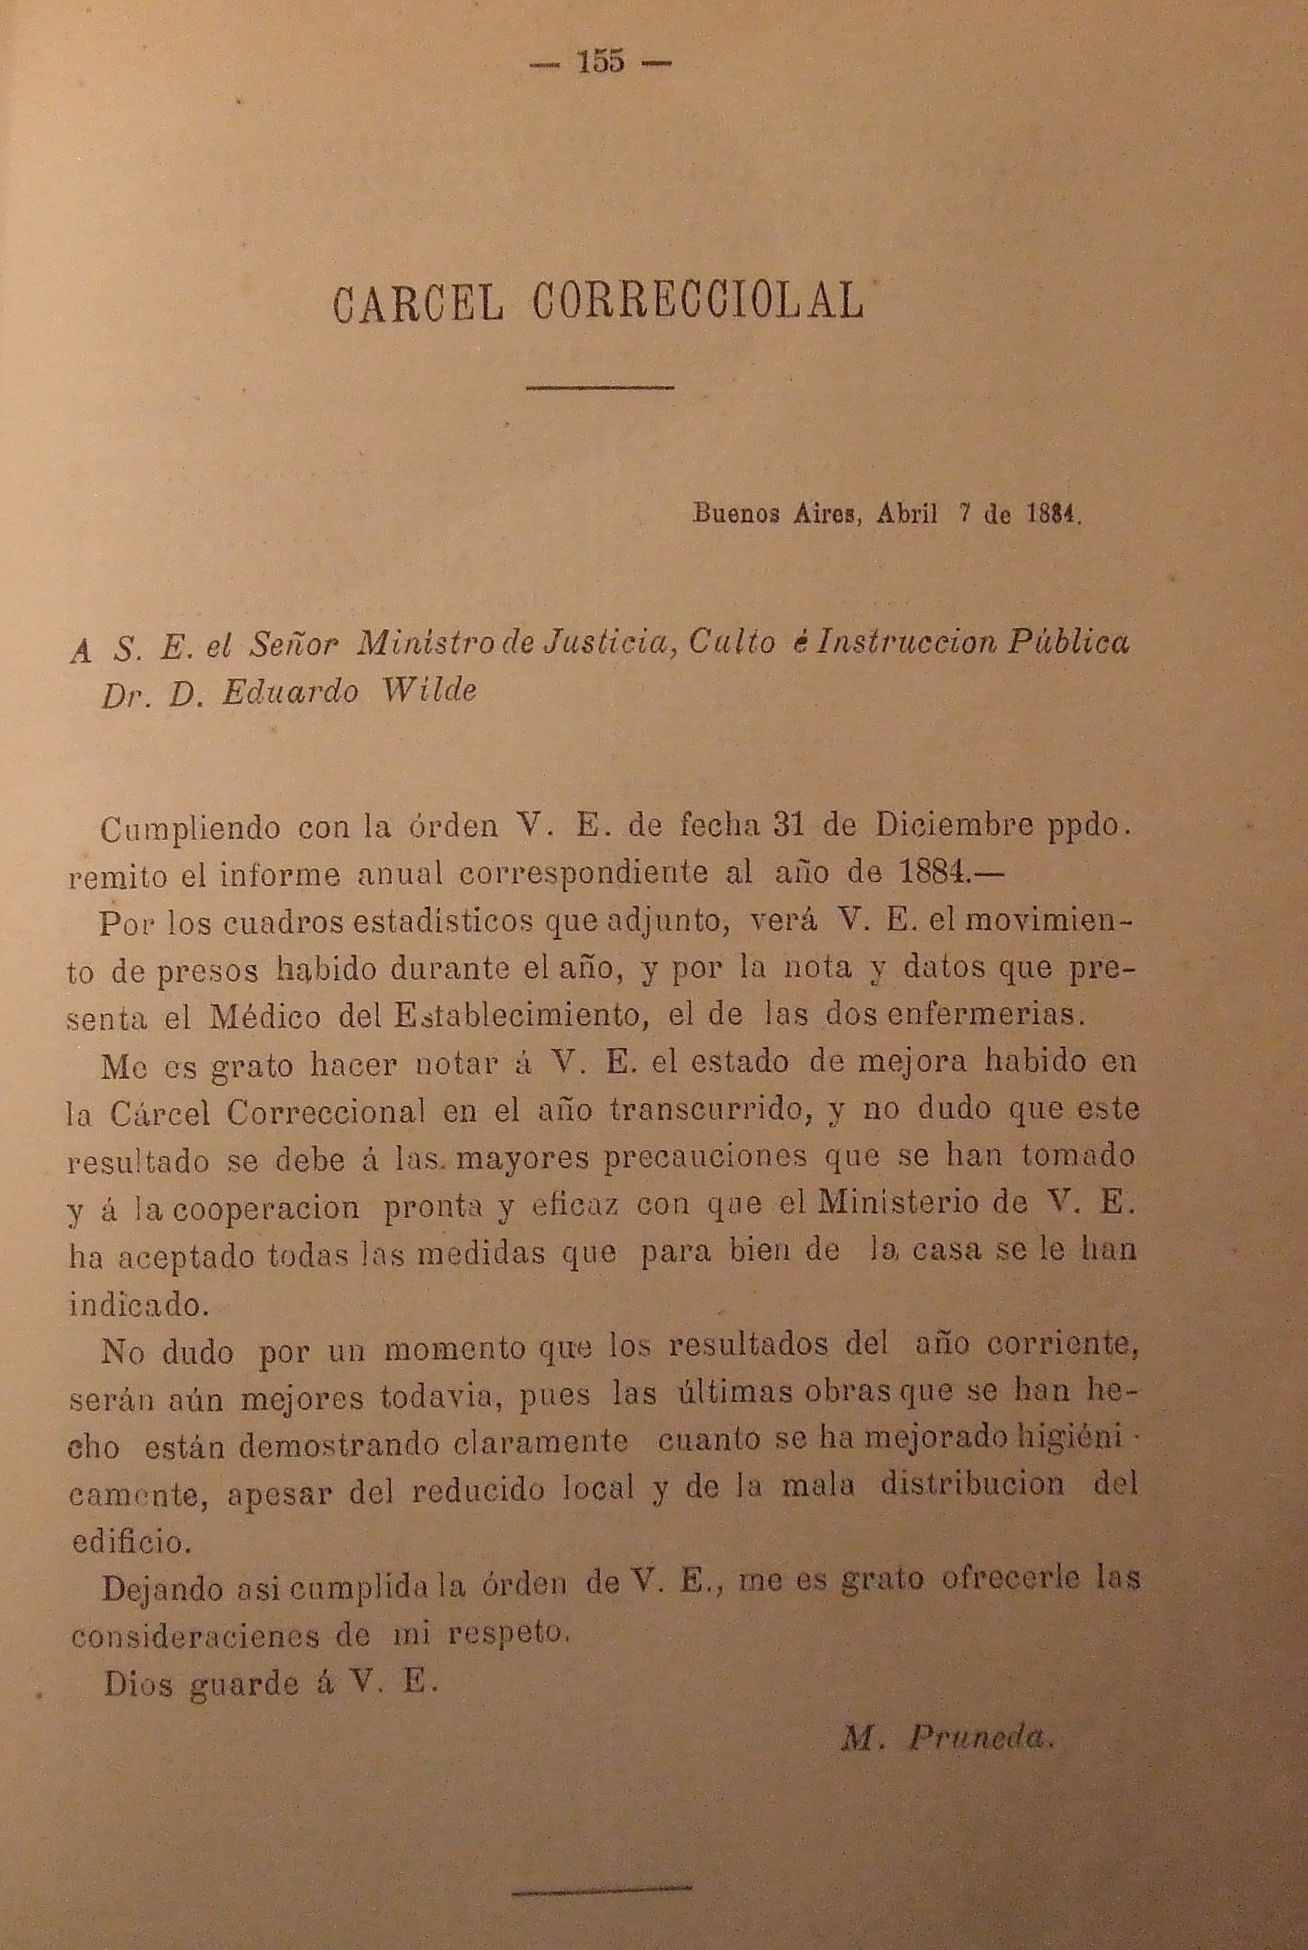 — 155 —
CARCEL CORRECCIOLAL
Buenos Aires, Abril 7 de 1884.
A S. E. el Señor Ministro de Justicia, Culto é Instruccion Pública
Dr. D. Eduardo Wilde
Cumpliendo con la órden V. E. de fecha 31 de Diciembre ppdo.
remito el informe anual correspondiente al año de 1884.—
Por los cuadros estadísticos que adjunto, verá V. E. el movimien-
to de presos habido durante el año, y por la nota y datos que pre-
senta el Médico del Establecimiento, el de las dos enfermerias.
Me es grato hacer notar á V. E. el estado de mejora habido en
la Cárcel Correccional en el año transcurrido, y no dudo que este
resultado se debe á las. mayores precauciones que se han tomado
y á la cooperacion pronta y eficaz con que el Ministerio de V. E.
ha aceptado todas las medidas que para bien de la casa se le han
indicado.
No dudo por un momento que los resultados del año corriente,
serán aún mejores todavia, pues las últimas obras que se han he-
cho están demostrando claramente cuanto se ha mejorado higiéni-
camente, apesar del reducido local y de la mala distribucion del
edificio.
Dejando asi cumplida la órden de V. E., me es grato ofrecerle las
consideracienes de mi respeto.
Dios guarde á V. E.
M. Pruneda.